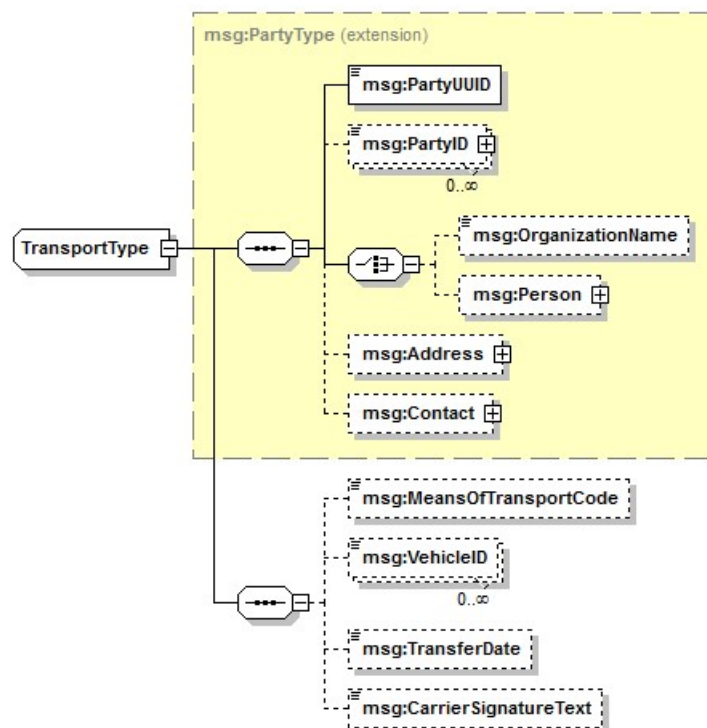 msg:PartyType (extension)
msg:PartyUUID
msg:PartyID
0..∞
TransportType
msg:OrganizationName
msg:Person
msg:Address
msg:Contact
msg:MeansOfTransportCode
msg:VehicleID
0..∞
msg:TransferDate
msg:CarrierSignatureText